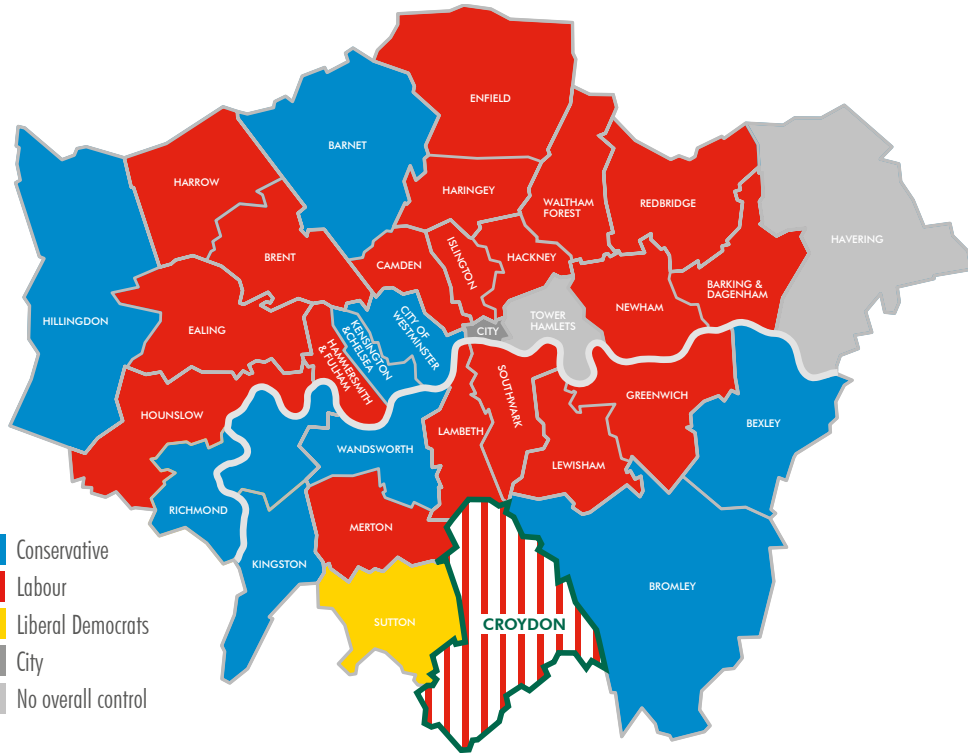 ENFIELD
BARNET
HARROW
HARINGEY
WALTHAM
FOREST
REDBRIDGE
HAVERING
BRENT
CAMDEN
ISLINGTON
HACKNEY
BARKING &
DAGENHAM
NEWHAM
HILLINGDON
EALING
TOWER
HAMLETS
CITY
CITY OF
WESTMINSTER
KENSINGTON
& CHELSEA
HAMMERSMITH
& FULHAM
HOUNSLOW
SOUTHWARK
GREENWICH
BEXLEY
WANDSWORTH
LAMBETH
LEWISHAM
RICHMOND
MERTON
KINGSTON
BROMLEY
SUTTON
CROYDON
Conservative
Labour
Liberal Democrats
City
No overall control